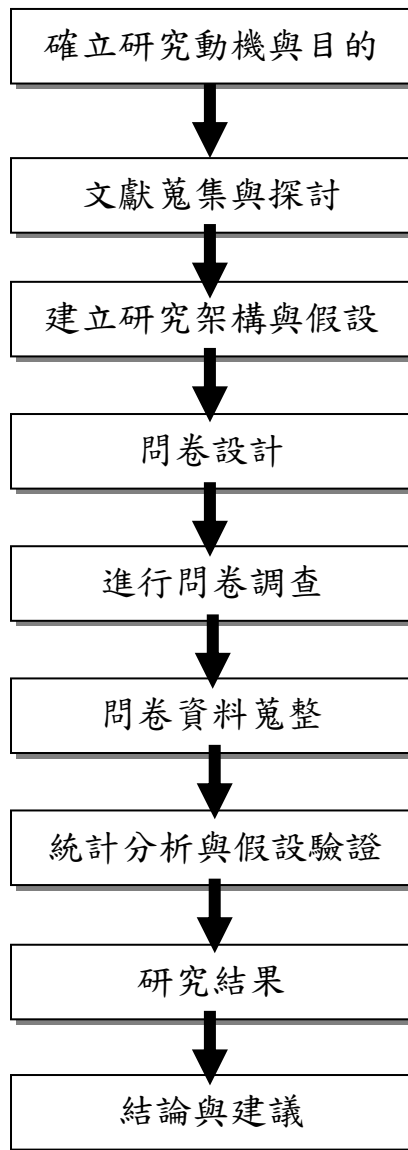 確立研究動機與目的
文獻蒐集與探討
建立研究架構與假設
問卷設計
進行問卷調查
問卷資料蒐整
統計分析與假設驗證
研究結果
結論與建議